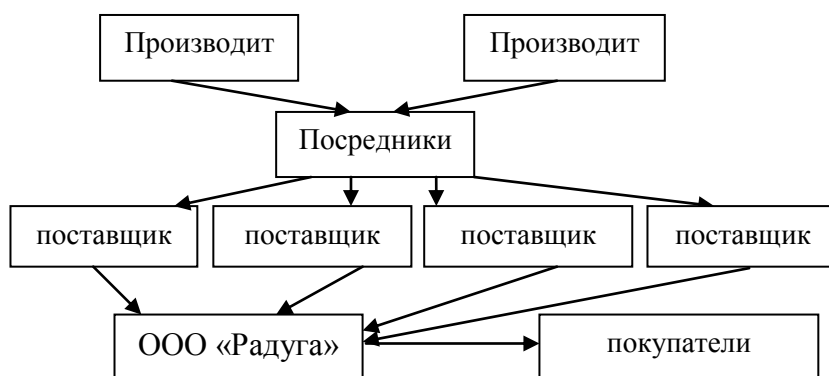 Производит
Производит
Посредники
поставщик
поставщик
поставщик
поставщик
ООО «Радуга»
покупатели